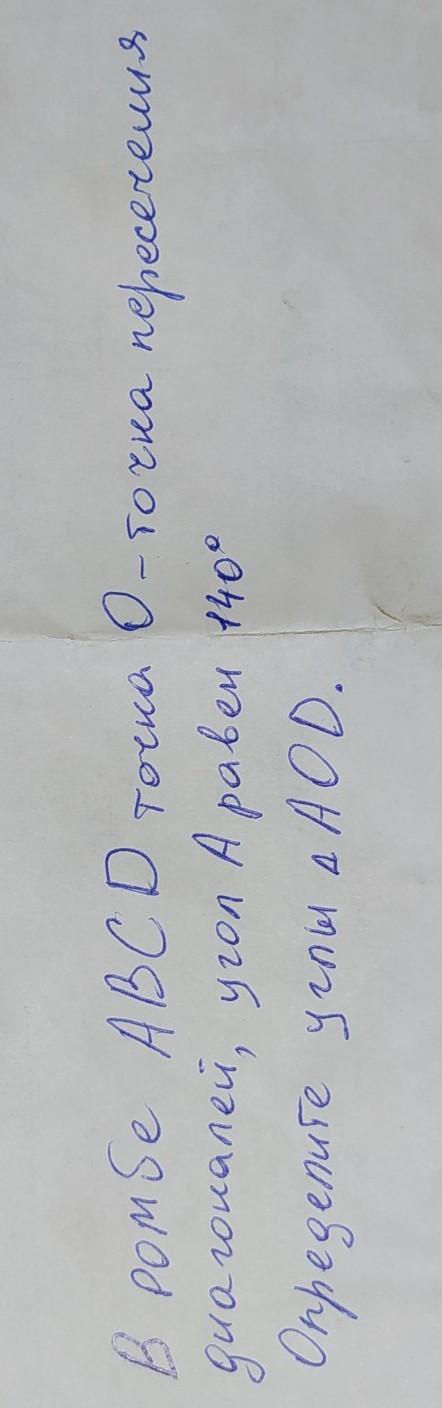 В ромбе ABCD точка O-точка пересечения
диагоналей, угол A равен 140°
Определите углы △AOD.